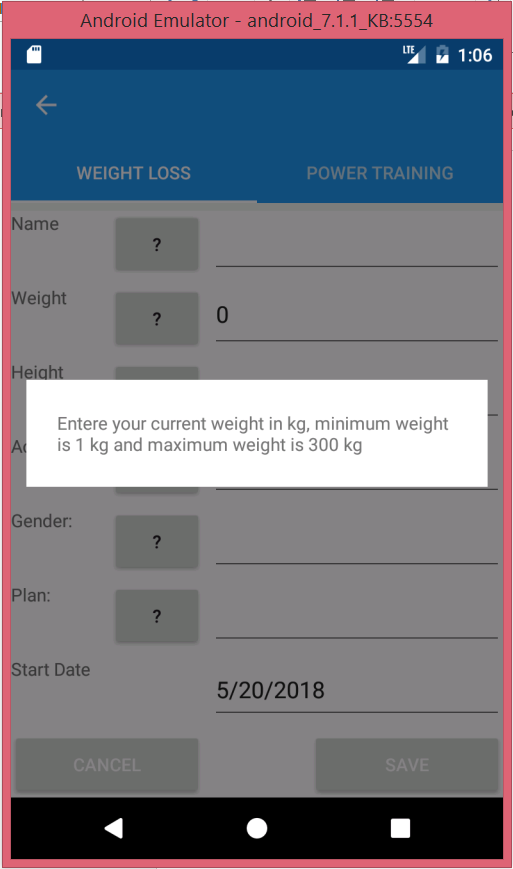 Android Emulator - android_7.1.1_KB:5554
LTE 1:06
WEIGHT LOSS POWER TRAINING
Name ?
Weight ? 0
Height
Entere your current weight in kg, minimum weight
is 1 kg and maximum weight is 300 kg
Gender: ?
Plan: ?
Start Date
5/20/2018
CANCEL SAVE